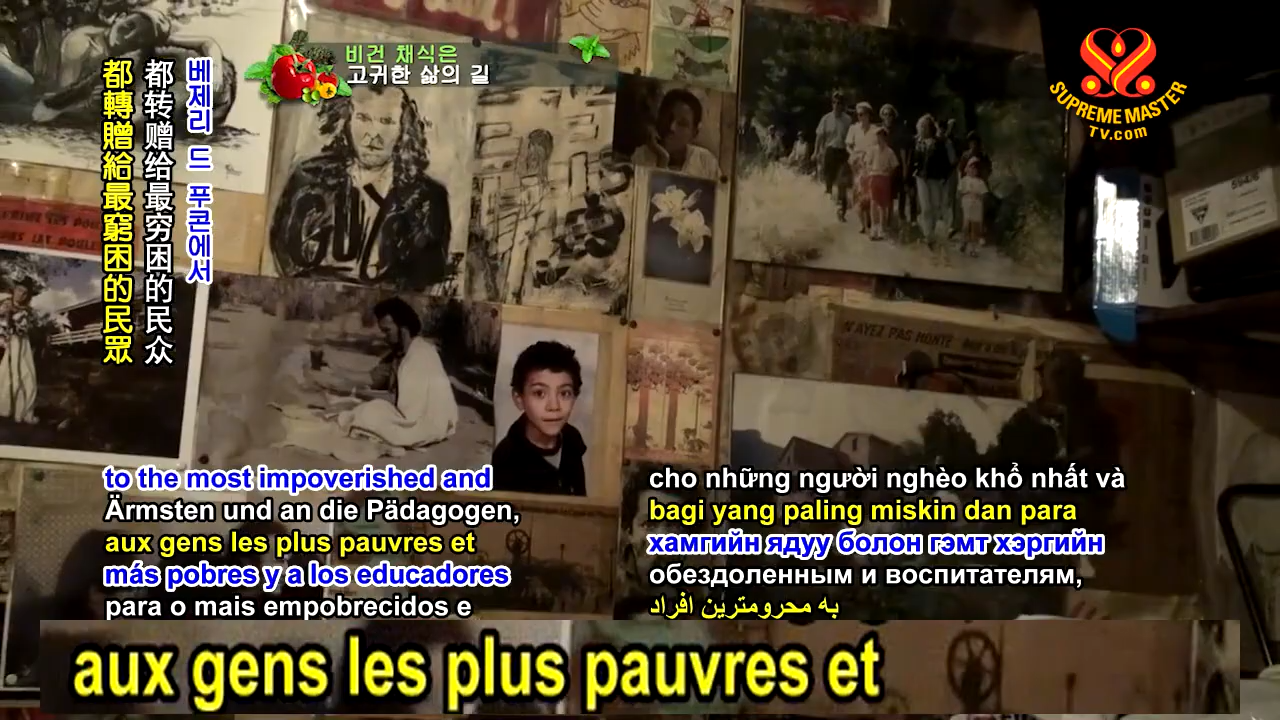 비건 채식은
고귀한 삶의 길
SUPREME MASTER
TV.com
베제리 드 푸콘에서
都转赠给最穷困的民众
都轉贈給最窮困的民眾
GUY
N'AYEZ PAS HONTE
to the most impoverished and
Ärmsten und an die Pädagogen,
aux gens les plus pauvres et
más pobres y a los educadores
para o mais empobrecidos e
cho những người nghèo khổ nhất và
bagi yang paling miskin dan para
хамгийн ядуу болон гэмт хэргийн
обездоленным и воспитателям,
به محرومترین افراد
aux gens les plus pauvres et